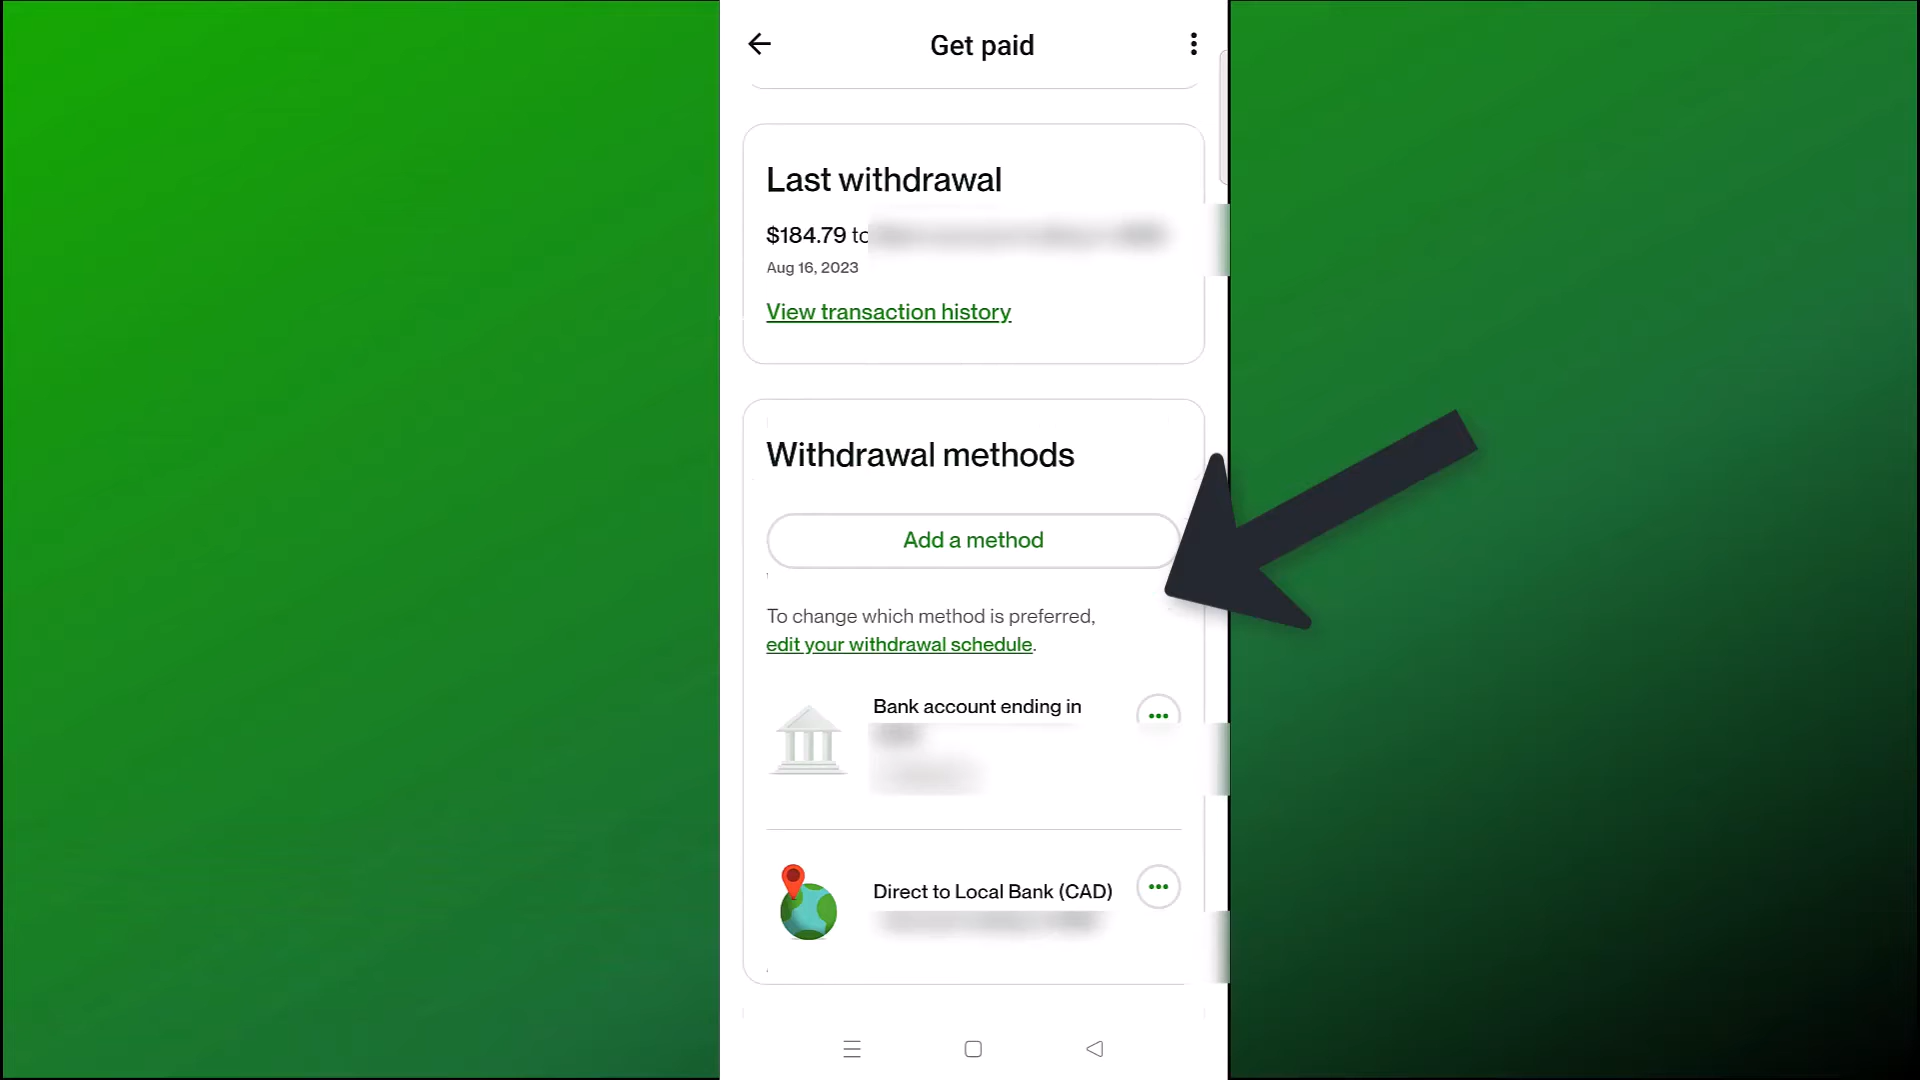 Get paid
Last withdrawal
$184.79 to
Aug 16, 2023
View transaction history
Withdrawal methods
Add a method
To change which method is preferred,
edit your withdrawal schedule.
Bank account ending in
Direct to Local Bank (CAD)